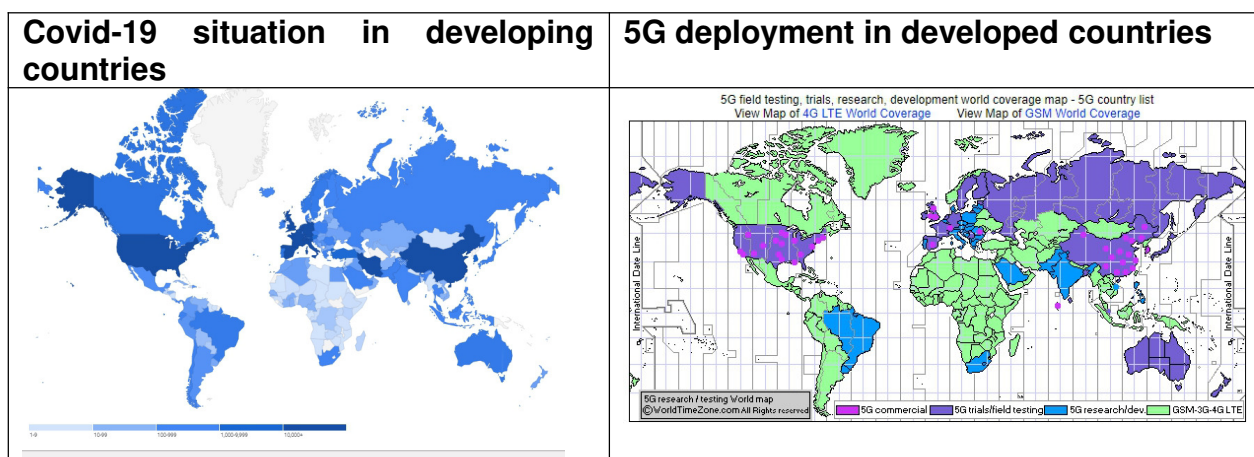 Covid-19 situation in developing
countries
5G deployment in developed countries
5G field testing, trials, research, development world coverage map - 5G country list
View Map of 4G LTE World Coverage View Map of GSM World Coverage
International Date Line
International Date Line
5G research / testing World map
©WorldTimeZone.com All Rights reserved
5G commercial 5G trials/field testing 5G research/dev. GSM-3G-4G LTE
1-9 10-99 100-999 1,000-9,999 10,000+